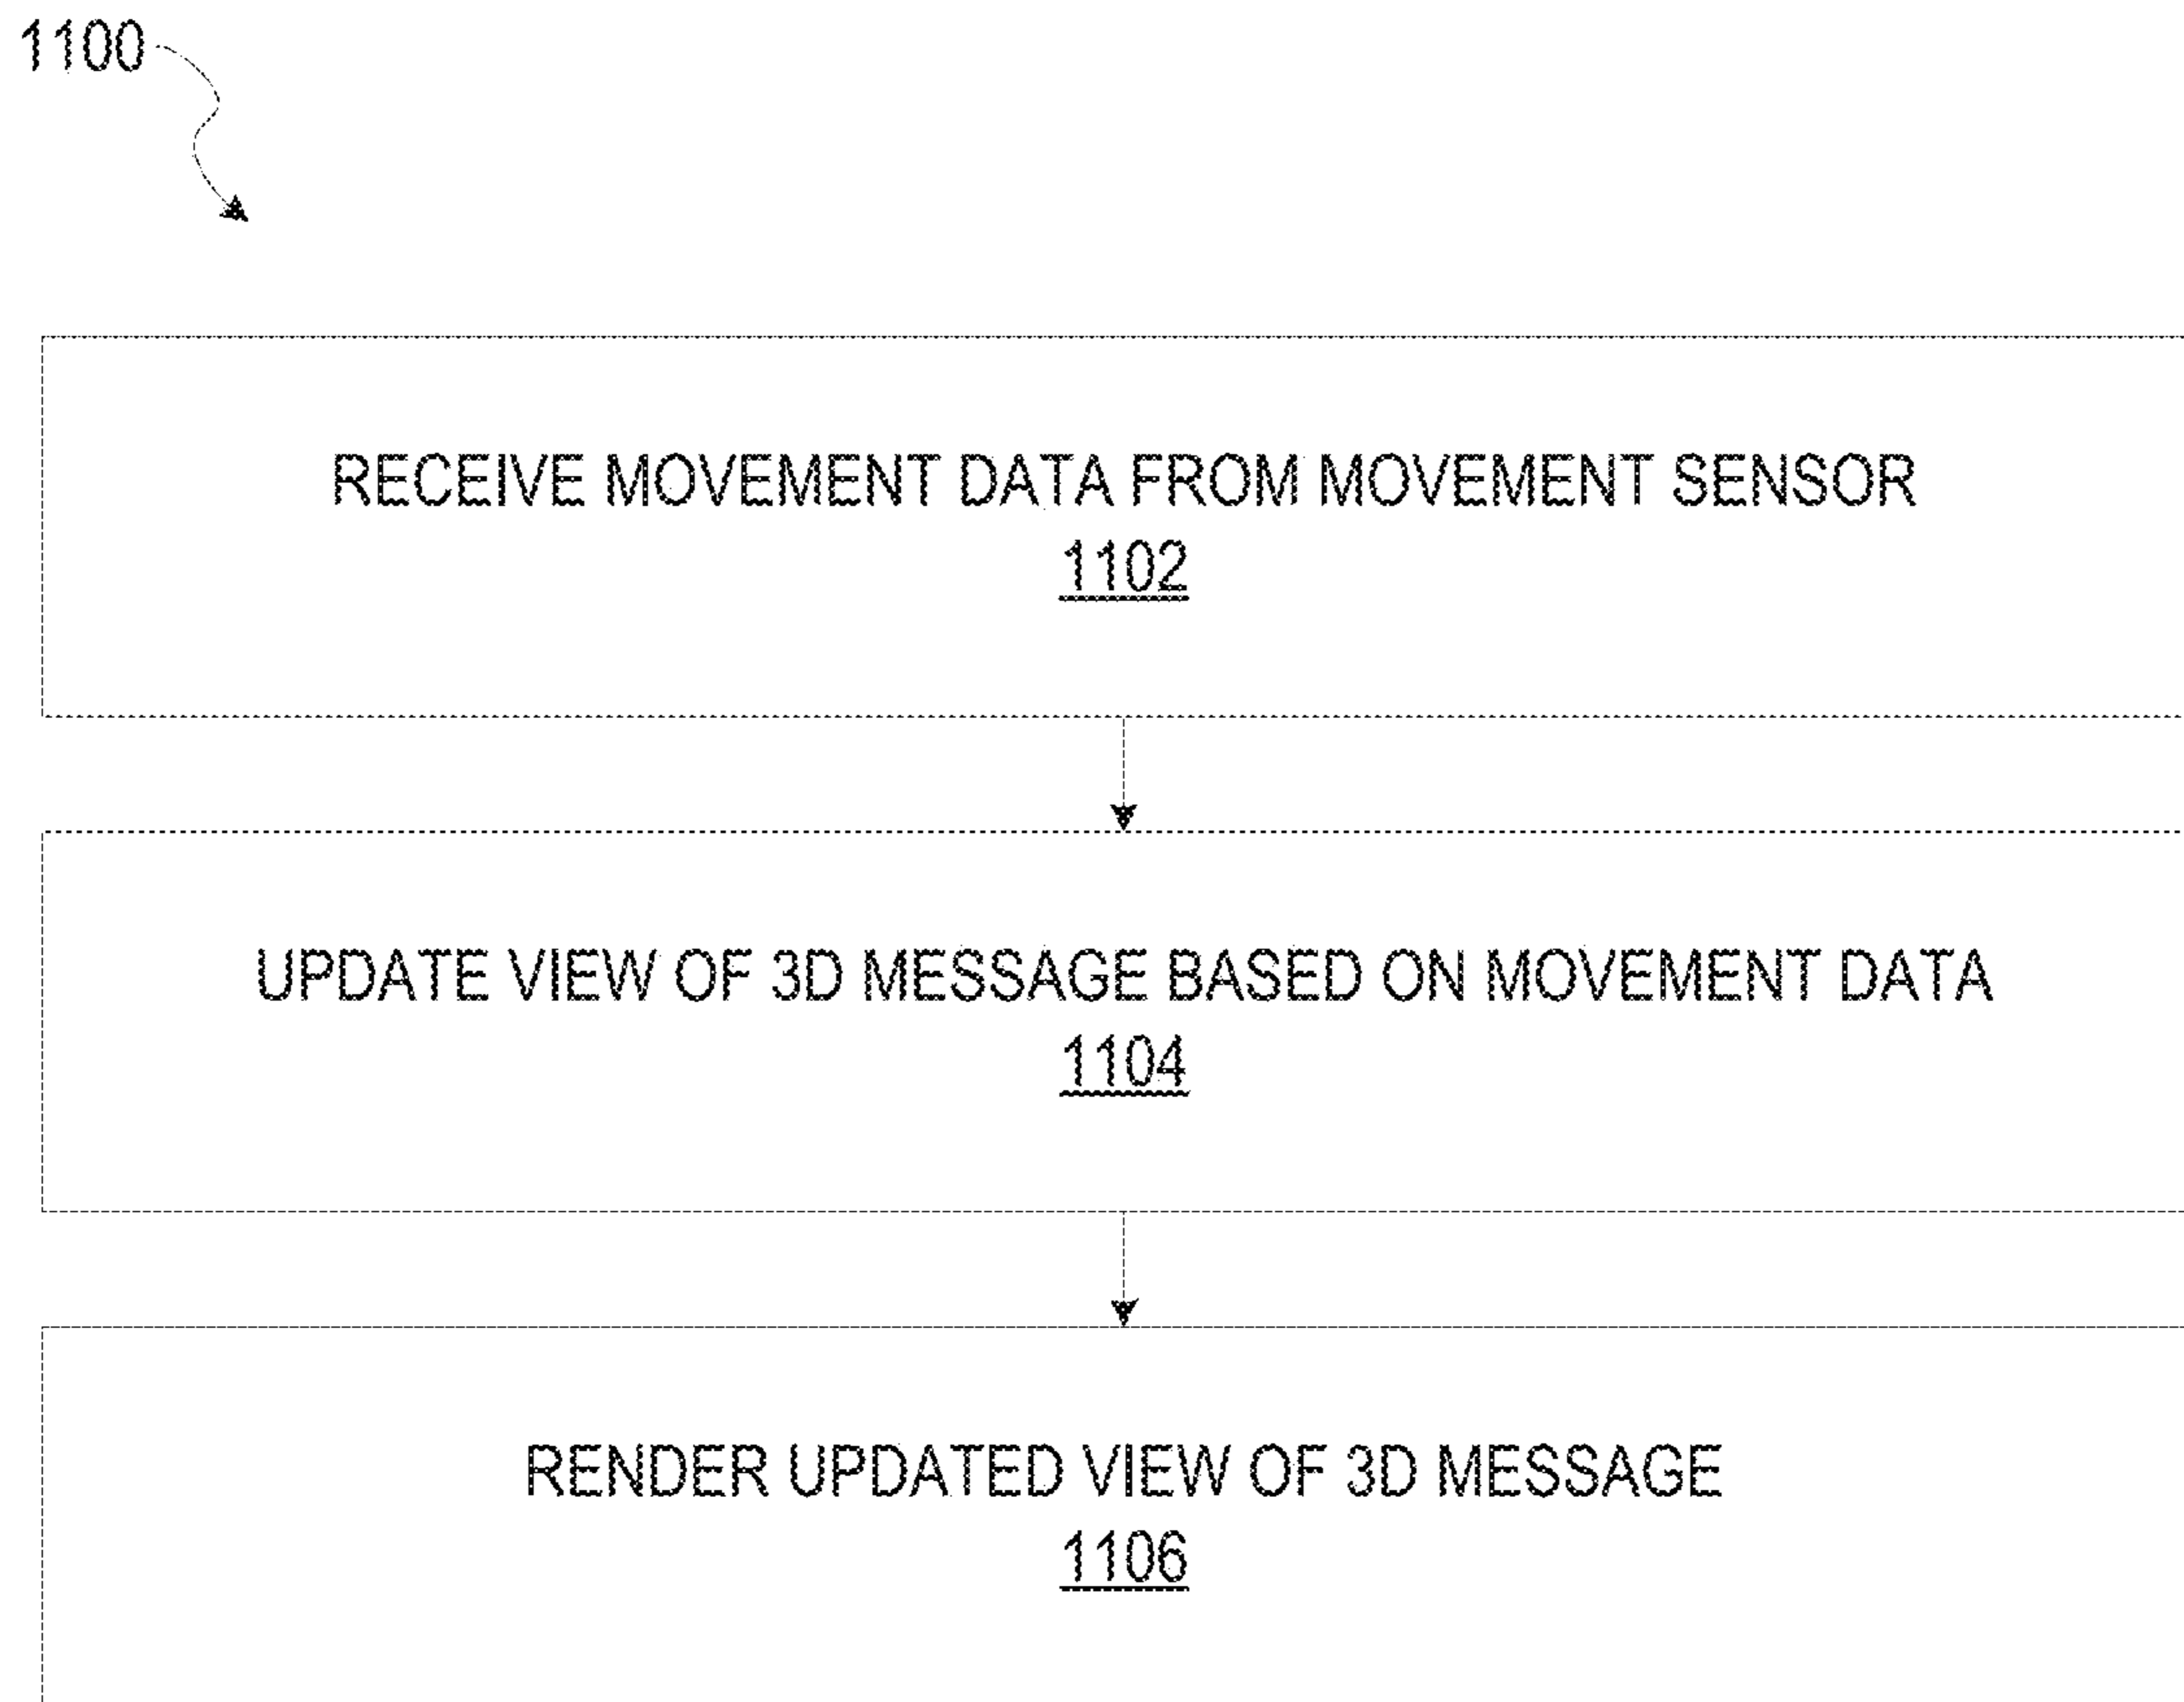 1100
RECEIVE MOVEMENT DATA FROM MOVEMENT SENSOR
1102
UPDATE VIEW OF 3D MESSAGE BASED ON MOVEMENT DATA
1104
RENDER UPDATED VIEW OF 3D MESSAGE
1106